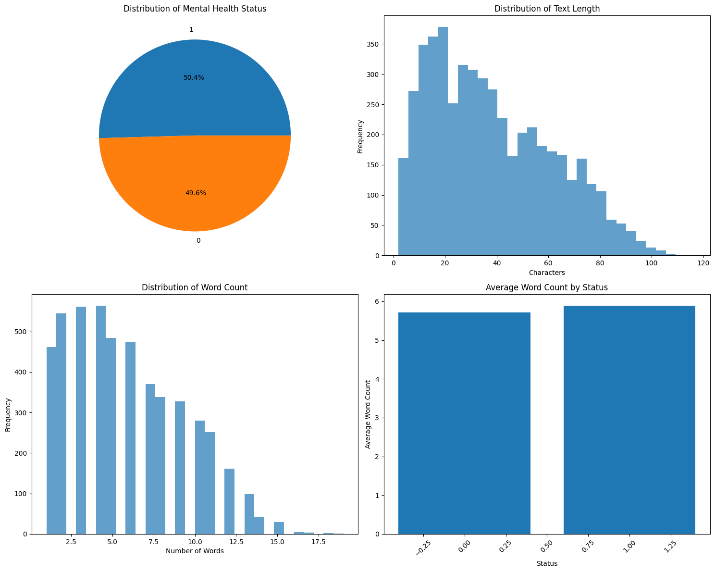 Distribution of Mental Health Status
1
50.4%
49.6%
0
Distribution of Text Length
Frequency
350
300
250
200
150
100
50
0
0 20 40 60 80 100 120
Characters
Distribution of Word Count
Frequency
500
400
300
200
100
0
2.5 5.0 7.5 10.0 12.5 15.0 17.5
Number of Words
Average Word Count by Status
Average Word Count
6
5
4
3
2
1
0
−0.25 0.00 0.25 0.50 0.75 1.00 1.25
Status